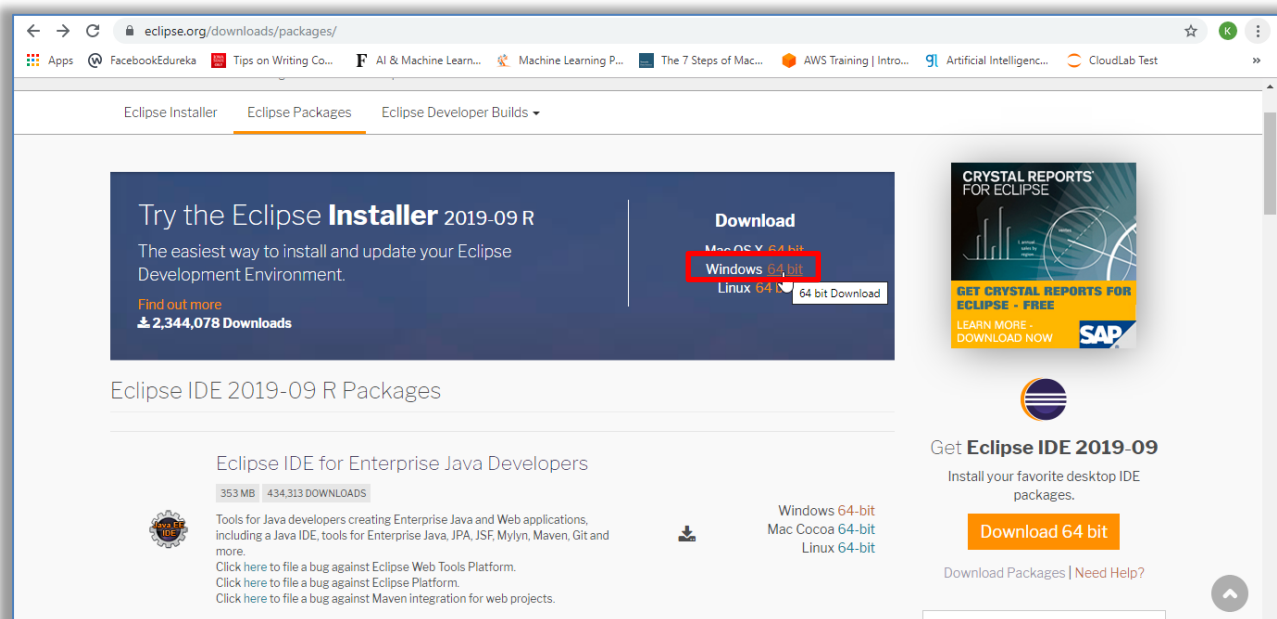 eclipse.org/downloads/packages/
K
Apps FacebookEdureka Tips on Writing Co... AI & Machine Learn... Machine Learning P... The 7 Steps of Mac... AWS Training | Intro... Artificial Intelligenc... CloudLab Test »
Eclipse Installer Eclipse Packages Eclipse Developer Builds
Try the Eclipse Installer 2019-09 R
The easiest way to install and update your Eclipse
Development Environment.
Find out more
2,344,078 Downloads
Download
Mac OS X 64 bit
Windows 64 bit
Linux 64
64 bit Download
CRYSTAL REPORTS
FOR ECLIPSE
GET CRYSTAL REPORTS FOR
ECLIPSE - FREE
LEARN MORE -
DOWNLOAD NOW
SAP
Eclipse IDE 2019-09 R Packages
Eclipse IDE for Enterprise Java Developers
353 MB 434,313 DOWNLOADS
Java EE
IDE
Tools for Java developers creating Enterprise Java and Web applications,
including a Java IDE, tools for Enterprise Java, JPA, JSF, Mylyn, Maven, Git and
more.
Click here to file a bug against Eclipse Web Tools Platform.
Click here to file a bug against Eclipse Platform.
Click here to file a bug against Maven integration for web projects.
Windows 64-bit
Mac Cocoa 64-bit
Linux 64-bit
Get Eclipse IDE 2019-09
Install your favorite desktop IDE
packages.
Download 64 bit
Download Packages | Need Help?